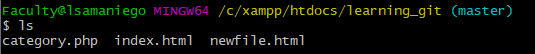 Faculty@lsamaniego MINGW64 /c/xampp/htdocs/learning_git (master)
$ ls
category.php  index.html  newfile.html